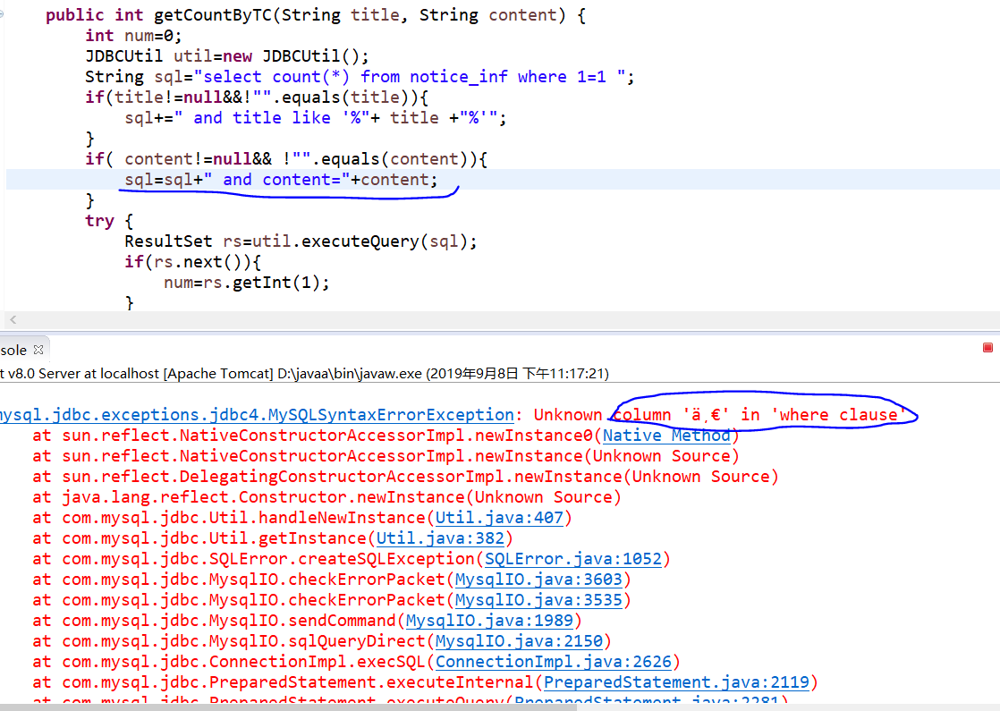 public int getCountByTC(String title, String content) {
int num=0;
JDBCUtil util=new JDBCUtil();
String sql="select count(*) from notice_inf where 1=1 ";
if(title!=null&&!"".equals(title)){
sql+=" and title like '%"+ title +"%'";
}
if( content!=null&& !"".equals(content)){
sql=sql+" and content="+content;
}
try {
ResultSet rs=util.executeQuery(sql);
if(rs.next()){
num=rs.getInt(1);
}
sole
t v8.0 Server at localhost [Apache Tomcat] D:\javaa\bin\javaw.exe (2019年9月8日 下午11:17:21)
mysql.jdbc.exceptions.jdbc4.MySQLSyntaxErrorException: Unknown column 'ä¸€' in 'where clause'
at sun.reflect.NativeConstructorAccessorImpl.newInstance0(Native Method)
at sun.reflect.NativeConstructorAccessorImpl.newInstance(Unknown Source)
at sun.reflect.DelegatingConstructorAccessorImpl.newInstance(Unknown Source)
at java.lang.reflect.Constructor.newInstance(Unknown Source)
at com.mysql.jdbc.Util.handleNewInstance(Util.java:407)
at com.mysql.jdbc.Util.getInstance(Util.java:382)
at com.mysql.jdbc.SQLError.createSQLException(SQLError.java:1052)
at com.mysql.jdbc.MysqlIO.checkErrorPacket(MysqlIO.java:3603)
at com.mysql.jdbc.MysqlIO.checkErrorPacket(MysqlIO.java:3535)
at com.mysql.jdbc.MysqlIO.sendCommand(MysqlIO.java:1989)
at com.mysql.jdbc.MysqlIO.sqlQueryDirect(MysqlIO.java:2150)
at com.mysql.jdbc.ConnectionImpl.execSQL(ConnectionImpl.java:2626)
at com.mysql.jdbc.PreparedStatement.executeInternal(PreparedStatement.java:2119)
at com.mysql.jdbc.PreparedStatement.executeQuery(PreparedStatement.java:2281)